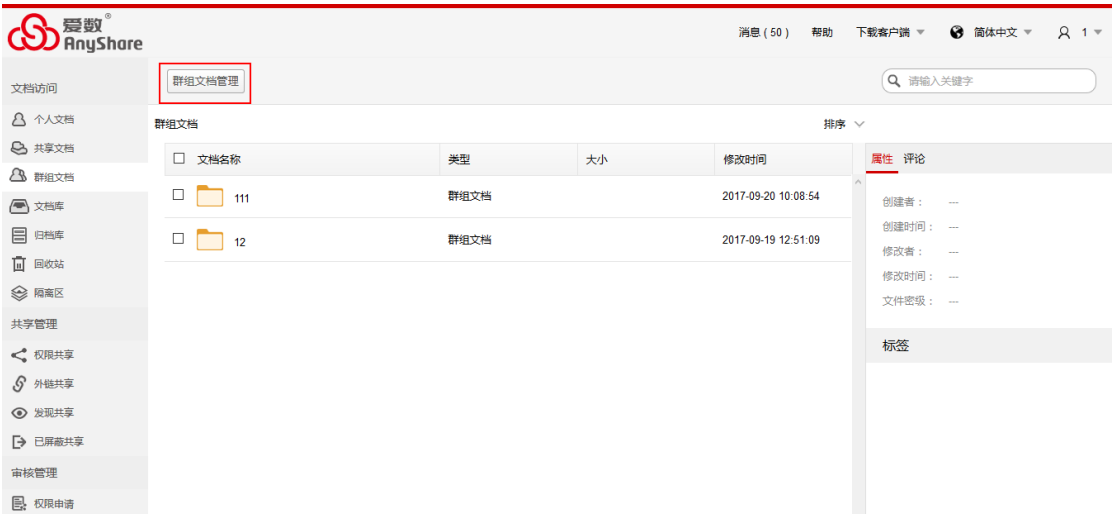 爱数®
AnyShare
消息 ( 50 ) 帮助 下载客户端 简体中文 1
文档访问
群组文档管理
请输入关键字
个人文档
共享文档
群组文档
文档库
归档库
回收站
隔离区
共享管理
权限共享
外链共享
发现共享
已屏蔽共享
审核管理
权限申请
群组文档 排序
文档名称 类型 大小 修改时间
111 群组文档 2017-09-20 10:08:54
12 群组文档 2017-09-19 12:51:09
属性 评论
创建者： ---
创建时间： ---
修改者： ---
修改时间： ---
文件密级： ---
标签